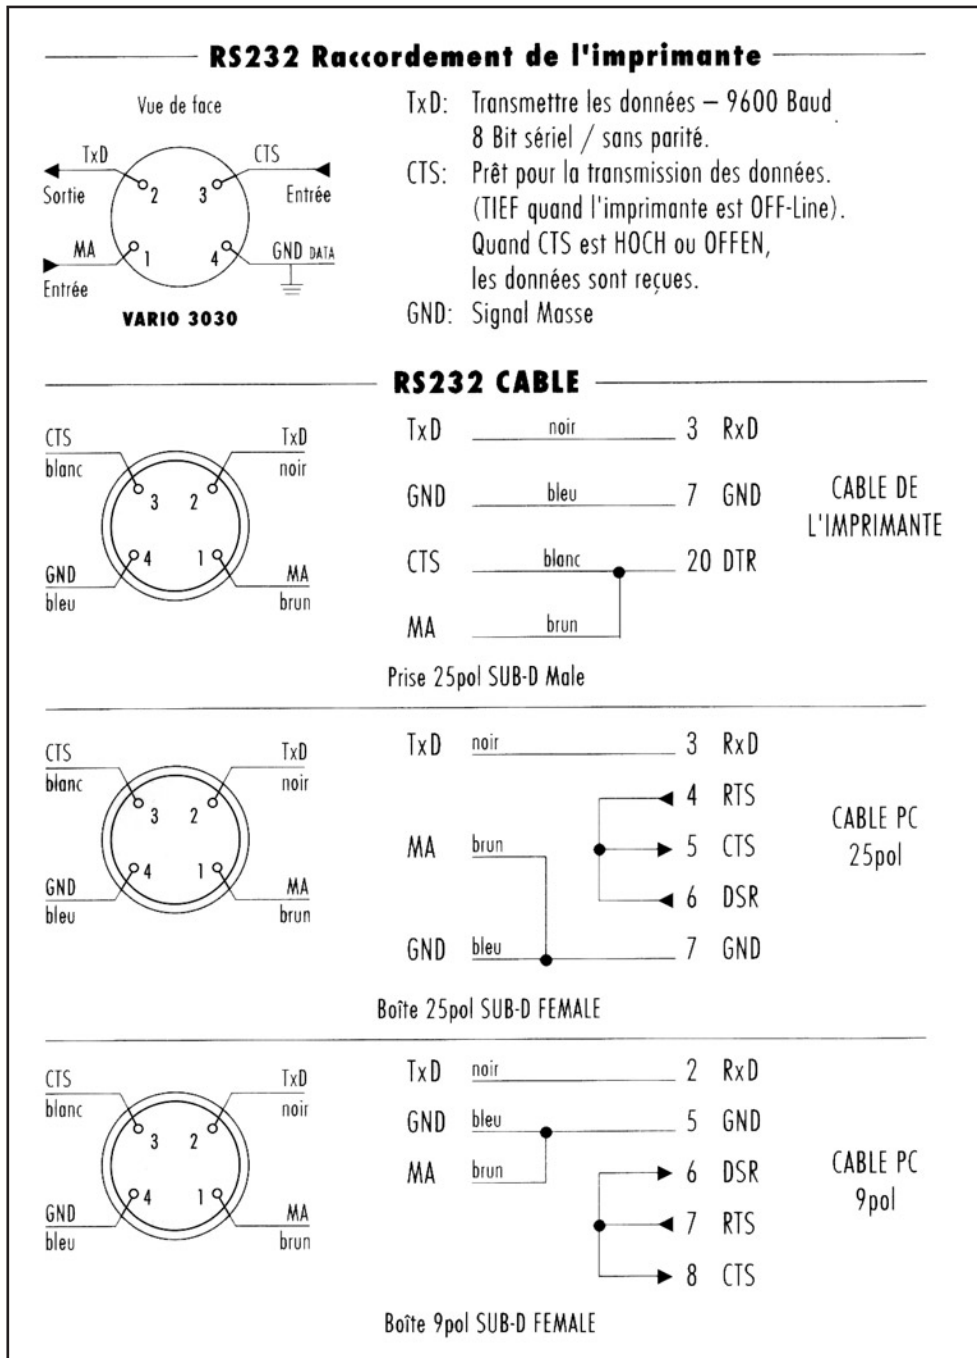 RS232 Raccordement de l'imprimante
Vue de face
TxD
CTS
Sortie
2
3
Entrée
MA
1
4
GND DATA
Entrée
VARIO 3030
TxD: Transmettre les données – 9600 Baud
8 Bit sériel / sans parité.
CTS: Prêt pour la transmission des données.
(TIEF quand l'imprimante est OFF-Line).
Quand CTS est HOCH ou OFFEN,
les données sont reçues.
GND: Signal Masse
RS232 CABLE
CTS
TxD
blanc
noir
3
2
4
1
GND
MA
bleu
brun
TxD noir 3 RxD
GND bleu 7 GND
CTS blanc 20 DTR
MA brun
CABLE DE
L'IMPRIMANTE
Prise 25pol SUB-D Male
CTS
TxD
blanc
noir
3
2
4
1
GND
MA
bleu
brun
TxD noir 3 RxD
4 RTS
MA brun 5 CTS
6 DSR
GND bleu 7 GND
CABLE PC
25pol
Boîte 25pol SUB-D FEMALE
CTS
TxD
blanc
noir
3
2
4
1
GND
MA
bleu
brun
TxD noir 2 RxD
GND bleu 5 GND
MA brun 6 DSR
7 RTS
8 CTS
CABLE PC
9pol
Boîte 9pol SUB-D FEMALE